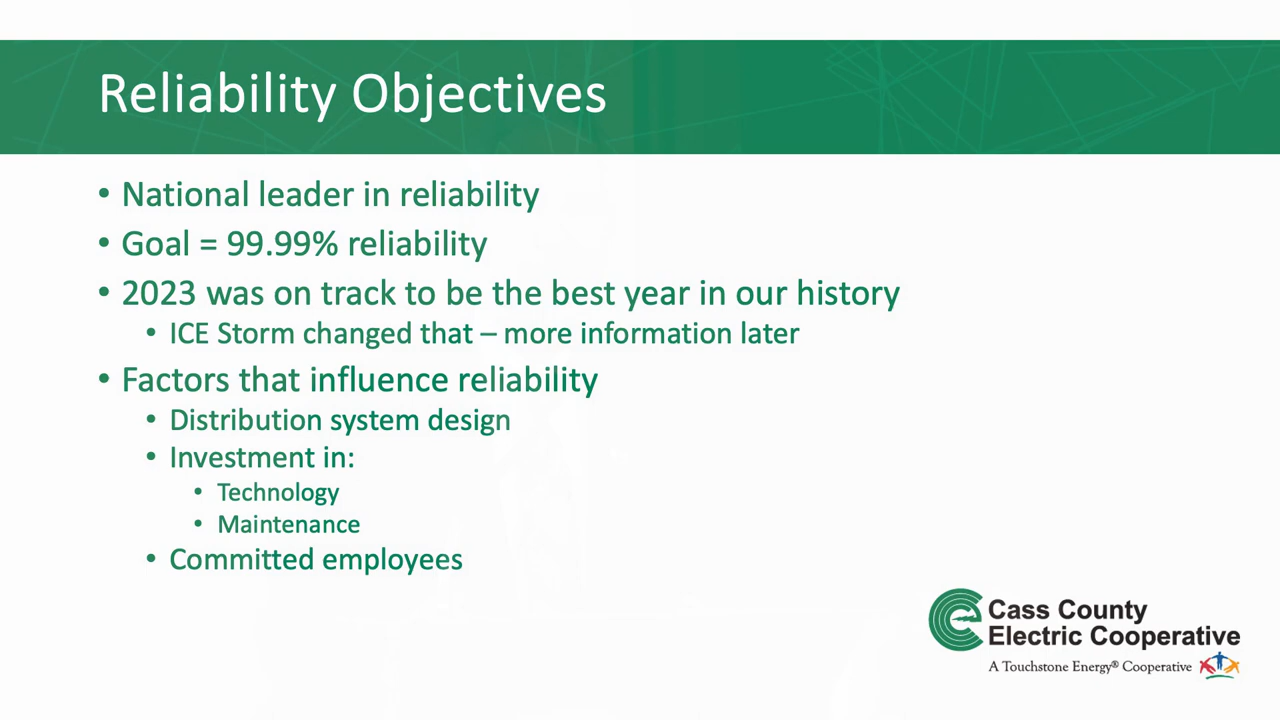 Reliability Objectives
• National leader in reliability
• Goal = 99.99% reliability
• 2023 was on track to be the best year in our history
• ICE Storm changed that – more information later
• Factors that influence reliability
• Distribution system design
• Investment in:
• Technology
• Maintenance
• Committed employees
Cass County
Electric Cooperative
A Touchstone Energy® Cooperative